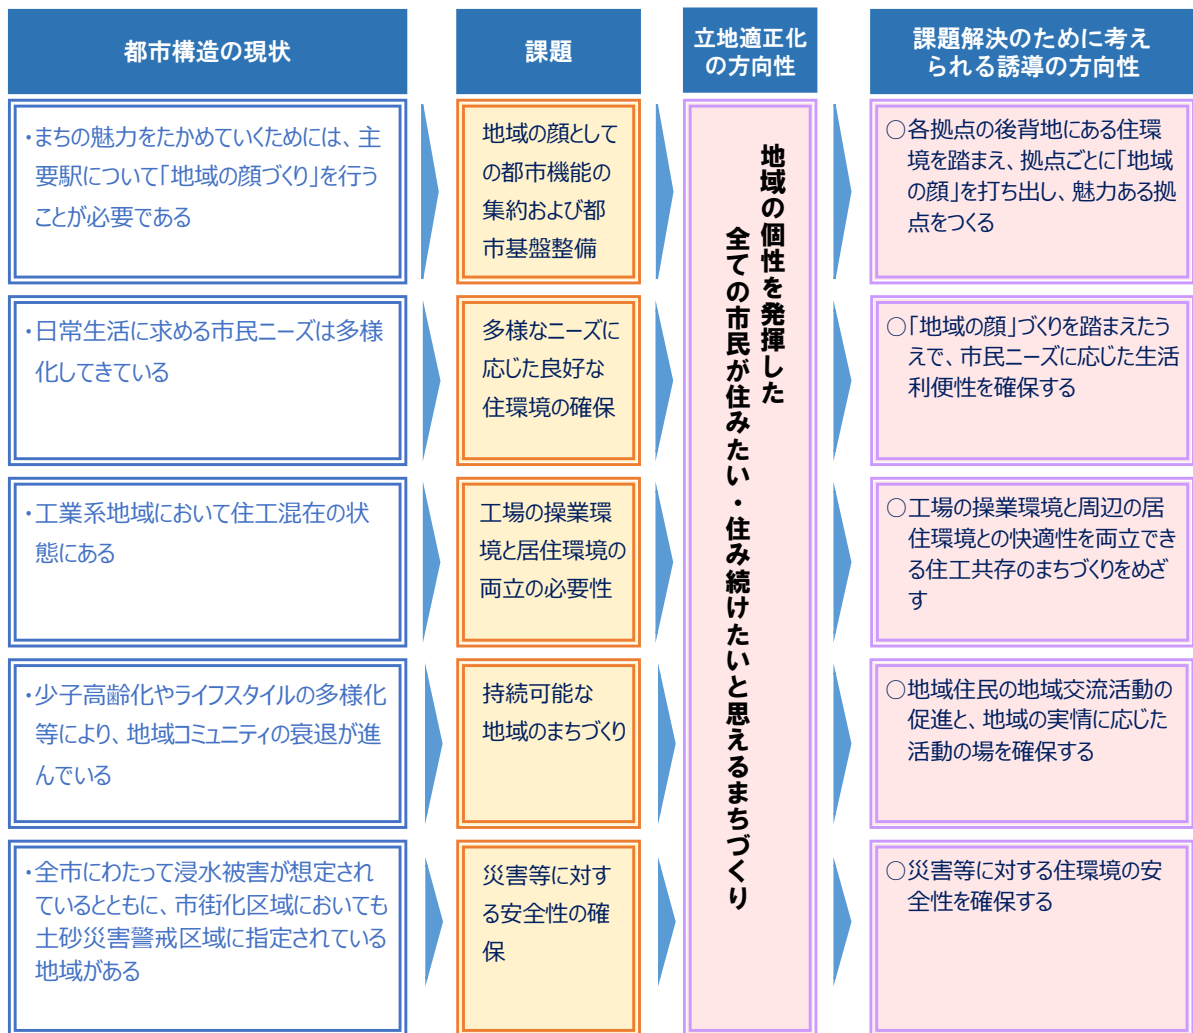 都市構造の現状
課題
立地適正化
の方向性
課題解決のために考え
られる誘導の方向性
・まちの魅力をたかめていくためには、主
要駅について「地域の顔づくり」を行う
ことが必要である
地域の顔として
の都市機能の
集約および都
市基盤整備
地域の個性を発揮した
全ての市民が住みたい・住み続けたいと思えるまちづくり
○各拠点の後背地にある住環
境を踏まえ、拠点ごとに「地域
の顔」を打ち出し、魅力ある拠
点をつくる
・日常生活に求める市民ニーズは多様
化してきている
多様なニーズに
応じた良好な
住環境の確保
○「地域の顔」づくりを踏まえたう
えで、市民ニーズに応じた生活
利便性を確保する
・工業系地域において住工混在の状
態にある
工場の操業環
境と居住環境の
両立の必要性
○工場の操業環境と周辺の居
住環境との快適性を両立でき
る住工共存のまちづくりをめざ
す
・少子高齢化やライフスタイルの多様化
等により、地域コミュニティの衰退が進
んでいる
持続可能な
地域のまちづくり
○地域住民の地域交流活動の
促進と、地域の実情に応じた
活動の場を確保する
・全市にわたって浸水被害が想定され
ているとともに、市街化区域においても
土砂災害警戒区域に指定されている
地域がある
災害等に対す
る安全性の確
保
○災害等に対する住環境の安
全性を確保する